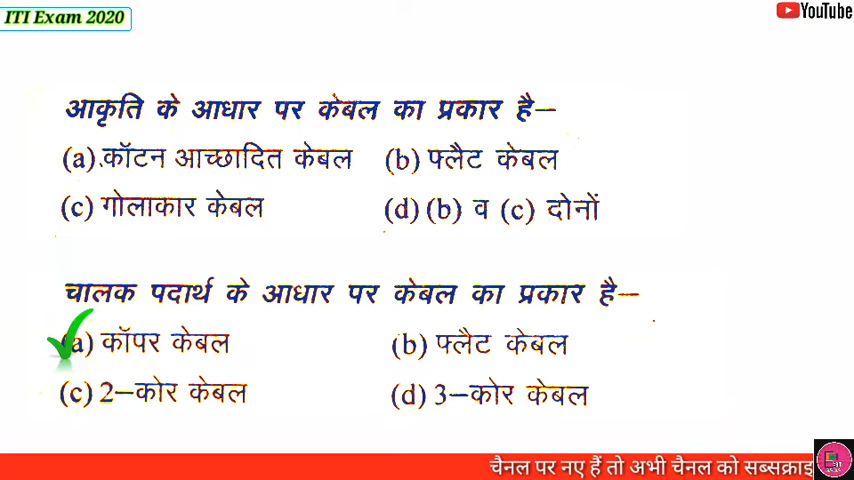 ITI Exam 2020
YouTube
आकृति के आधार पर केबल का प्रकार है–
(a) कॉटन आच्छादित केबल (b) फ्लैट केबल
(c) गोलाकार केबल (d) (b) व (c) दोनों
चालक पदार्थ के आधार पर केबल का प्रकार है–
(a) कॉपर केबल (b) फ्लैट केबल
(c) 2–कोर केबल (d) 3–कोर केबल
चैनल पर नए हैं तो अभी चैनल को सब्सक्राइ